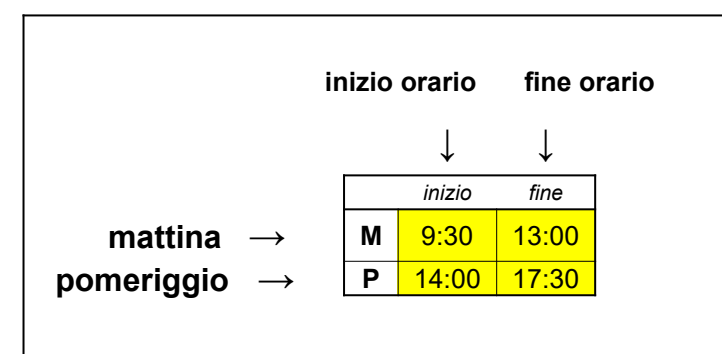 inizio orario fine orario
↓ ↓
inizio fine
mattina → M 9:30 13:00
pomeriggio → P 14:00 17:30